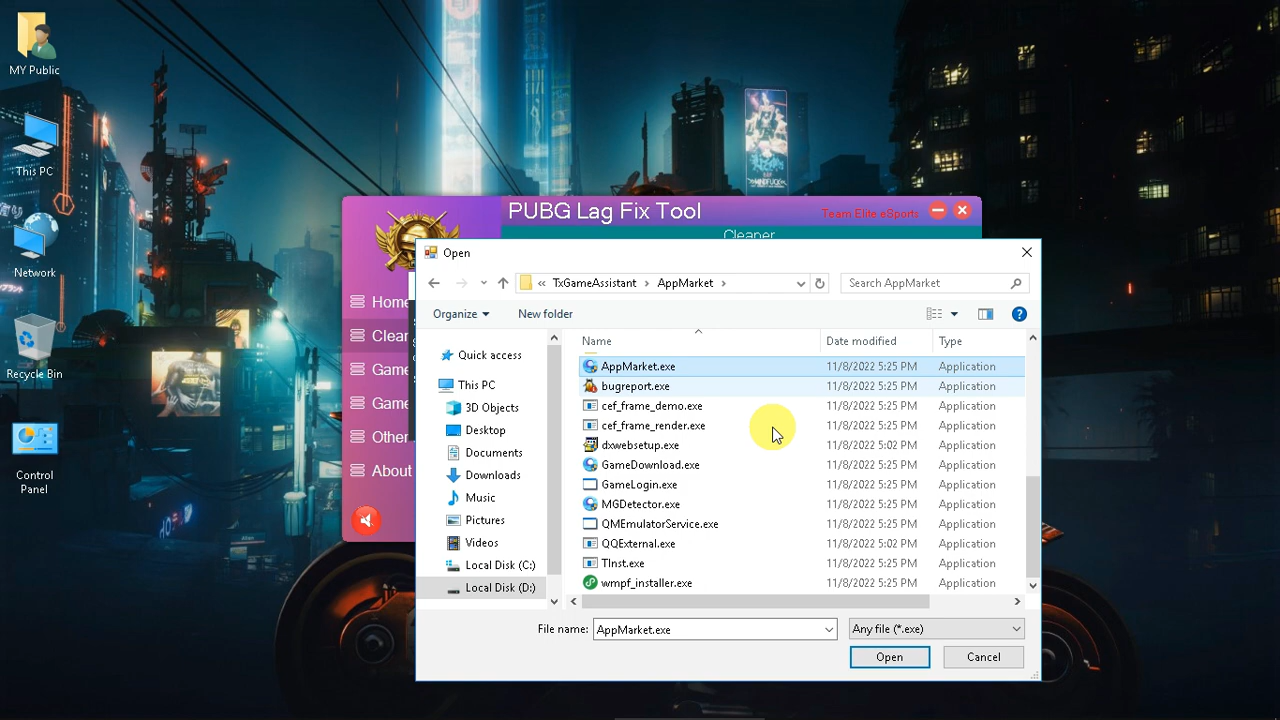 MY Public
This PC
Network
Recycle Bin
Control
Panel
PUBG Lag Fix Tool
Team Elite eSports
Cleaner
Home
Clean
Game
Game
Other
About
Open
« TxGameAssistant › AppMarket ›
Search AppMarket
Organize
New folder
Name
Date modified
Type
Quick access
This PC
3D Objects
Desktop
Documents
Downloads
Music
Pictures
Videos
Local Disk (C:)
Local Disk (D:)
AppMarket.exe 11/8/2022 5:25 PM Application
bugreport.exe 11/8/2022 5:25 PM Application
cef_frame_demo.exe 11/8/2022 5:25 PM Application
cef_frame_render.exe 11/8/2022 5:25 PM Application
dxwebsetup.exe 11/8/2022 5:02 PM Application
GameDownload.exe 11/8/2022 5:25 PM Application
GameLogin.exe 11/8/2022 5:25 PM Application
MGDetector.exe 11/8/2022 5:25 PM Application
QMEmulatorService.exe 11/8/2022 5:25 PM Application
QQExternal.exe 11/8/2022 5:02 PM Application
TInst.exe 11/8/2022 5:25 PM Application
wmpf_installer.exe 11/8/2022 5:25 PM Application
File name: AppMarket.exe
Any file (*.exe)
Open
Cancel